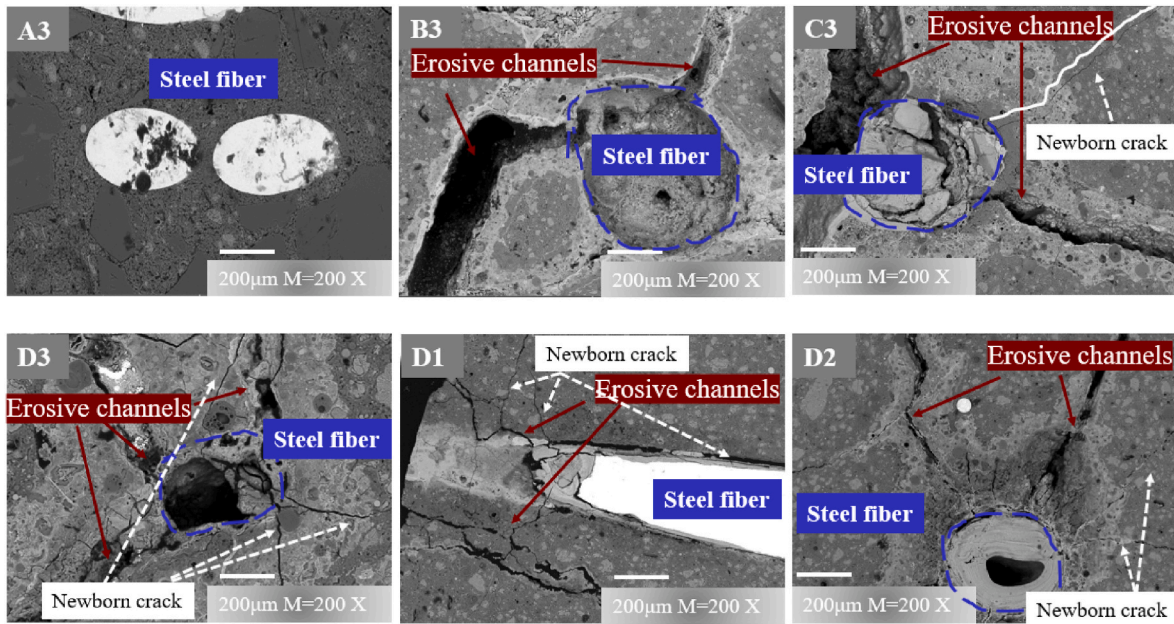 A3
Steel fiber
200μm M=200 X
B3
Erosive channels
Steel fiber
200μm M=200 X
C3
Erosive channels
Newborn crack
Steel fiber
200μm M=200 X
D3
Erosive channels
Steel fiber
Newborn crack
200μm M=200 X
D1
Newborn crack
Erosive channels
Steel fiber
200μm M=200 X
D2
Erosive channels
Steel fiber
200μm M=200 X
Newborn crack